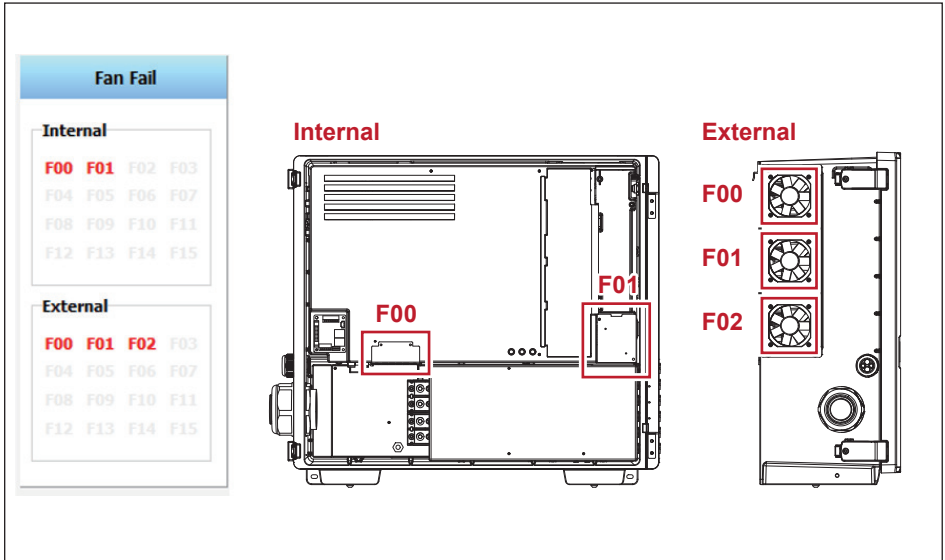 Fan Fail
Internal
F00 F01 F02 F03
F04 F05 F06 F07
F08 F09 F10 F11
F12 F13 F14 F15
External
F00 F01 F02 F03
F04 F05 F06 F07
F08 F09 F10 F11
F12 F13 F14 F15
Internal
F00
F01
External
F00
F01
F02